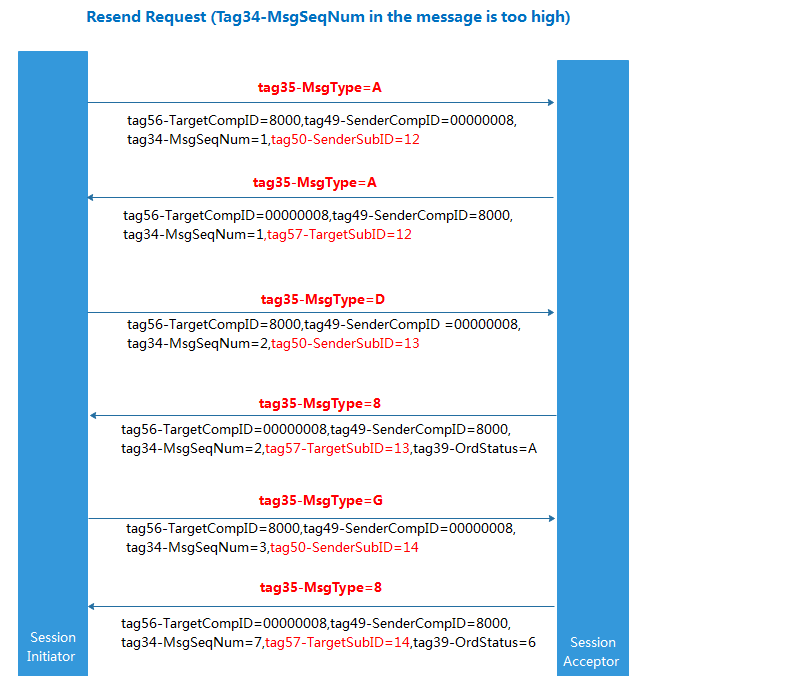 Resend Request (Tag34-MsgSeqNum in the message is too high)
tag35-MsgType=A
tag56-TargetCompID=8000,tag49-SenderCompID=00000008,
tag34-MsgSeqNum=1,tag50-SenderSubID=12
tag35-MsgType=A
tag56-TargetCompID=00000008,tag49-SenderCompID=8000,
tag34-MsgSeqNum=1,tag57-TargetSubID=12
tag35-MsgType=D
tag56-TargetCompID=8000,tag49-SenderCompID =00000008,
tag34-MsgSeqNum=2,tag50-SenderSubID=13
tag35-MsgType=8
tag56-TargetCompID=00000008,tag49-SenderCompID=8000,
tag34-MsgSeqNum=2,tag57-TargetSubID=13,tag39-OrdStatus=A
tag35-MsgType=G
tag56-TargetCompID=8000,tag49-SenderCompID=00000008,
tag34-MsgSeqNum=3,tag50-SenderSubID=14
tag35-MsgType=8
tag56-TargetCompID=00000008,tag49-SenderCompID=8000,
tag34-MsgSeqNum=7,tag57-TargetSubID=14,tag39-OrdStatus=6
Session
Initiator
Session
Acceptor